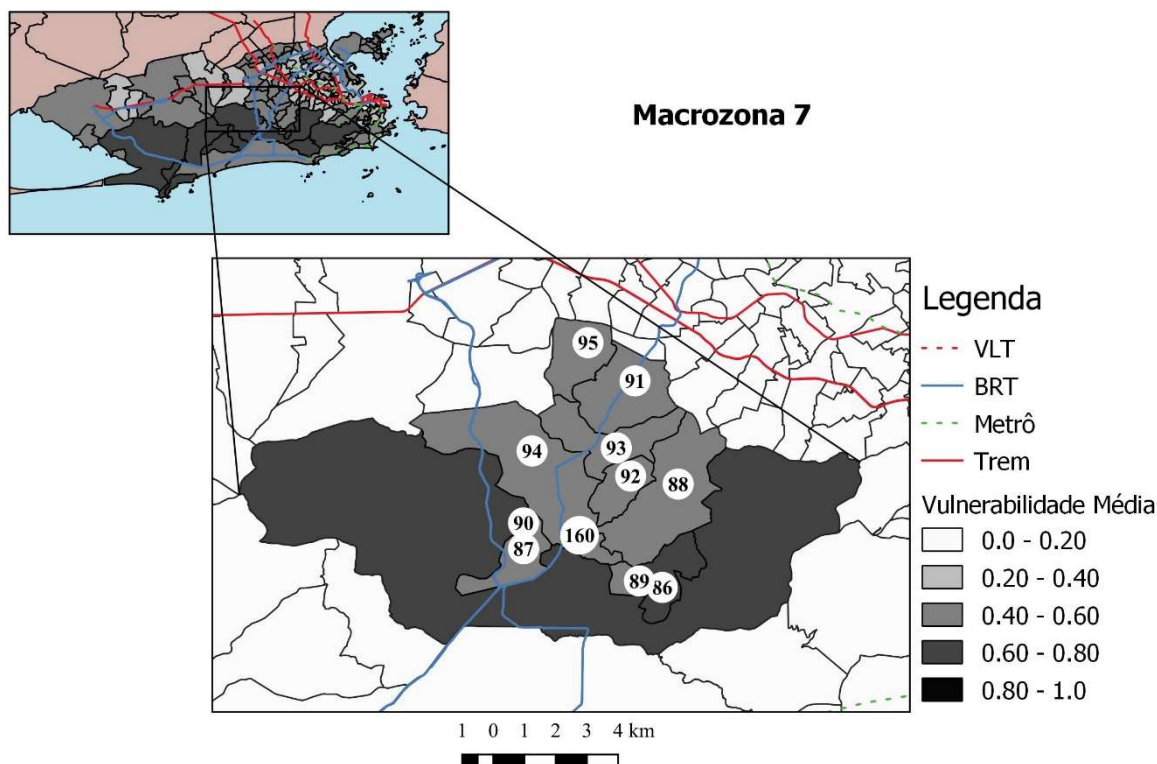 Macrozona 7
95
91
93
94
92
88
90
160
87
89
86
Legenda
VLT
BRT
Metrô
Trem
Vulnerabilidade Média
0.0 - 0.20
0.20 - 0.40
0.40 - 0.60
0.60 - 0.80
0.80 - 1.0
1 0 1 2 3 4 km